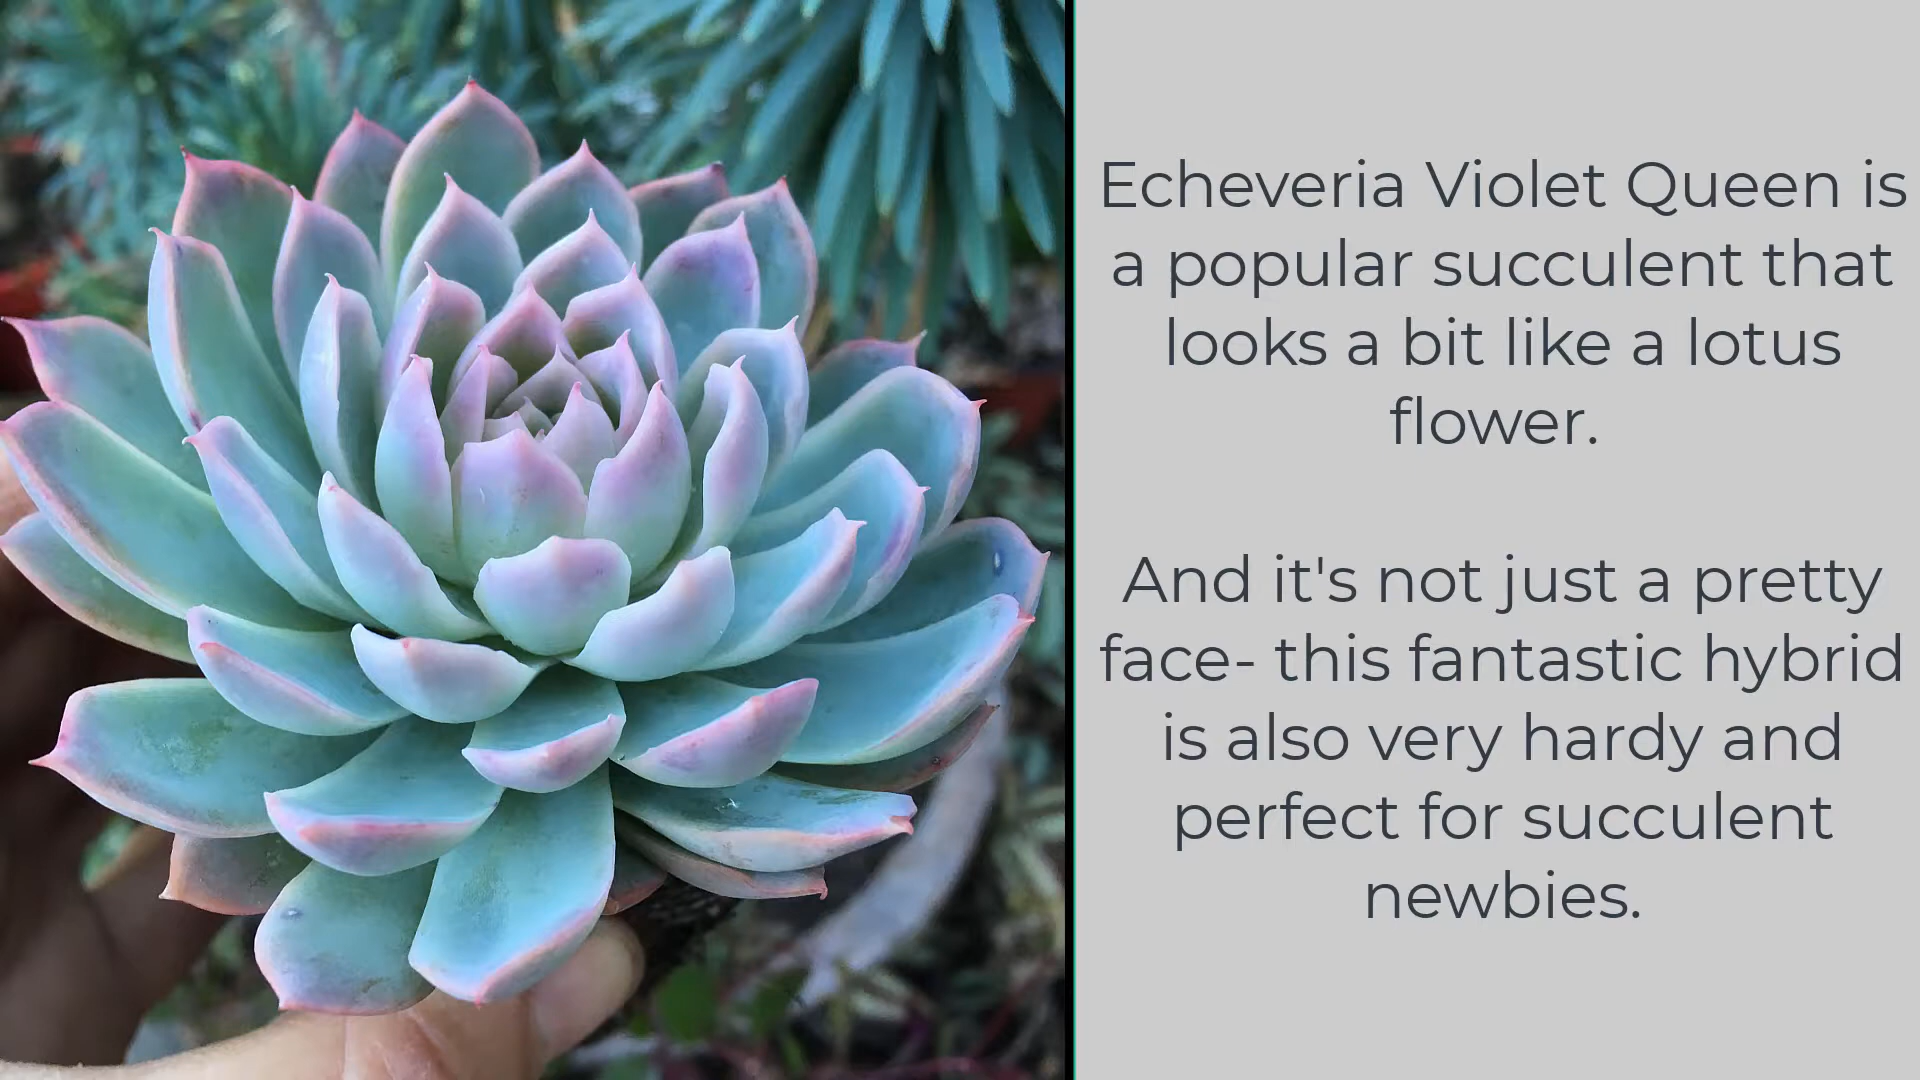 Echeveria Violet Queen is
a popular succulent that
looks a bit like a lotus
flower.
And it's not just a pretty
face- this fantastic hybrid
is also very hardy and
perfect for succulent
newbies.